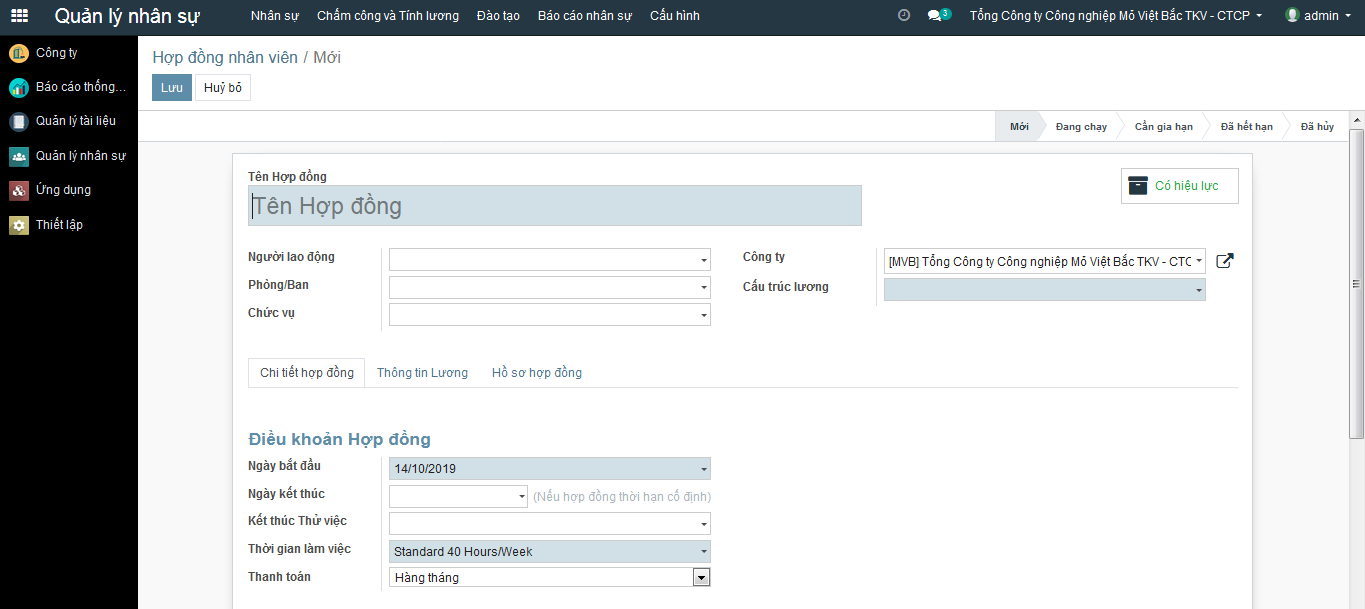 Quản lý nhân sự
Nhân sự Chấm công và Tính lương Đào tạo Báo cáo nhân sự Cấu hình
3 Tổng Công ty Công nghiệp Mỏ Việt Bắc TKV - CTCP admin
Công ty
Báo cáo thống...
Quản lý tài liệu
Quản lý nhân sự
Ứng dụng
Thiết lập
Hợp đồng nhân viên / Mới
Lưu Huỷ bỏ
Mới Đang chạy Cần gia hạn Đã hết hạn Đã hủy
Tên Hợp đồng
Tên Hợp đồng
Có hiệu lực
Người lao động
Phòng/Ban
Chức vụ
Công ty [MVB] Tổng Công ty Công nghiệp Mỏ Việt Bắc TKV - CTC
Cấu trúc lương
Chi tiết hợp đồng Thông tin Lương Hồ sơ hợp đồng
Điều khoản Hợp đồng
Ngày bắt đầu 14/10/2019
Ngày kết thúc (Nếu hợp đồng thời hạn cố định)
Kết thúc Thử việc
Thời gian làm việc Standard 40 Hours/Week
Thanh toán Hàng tháng